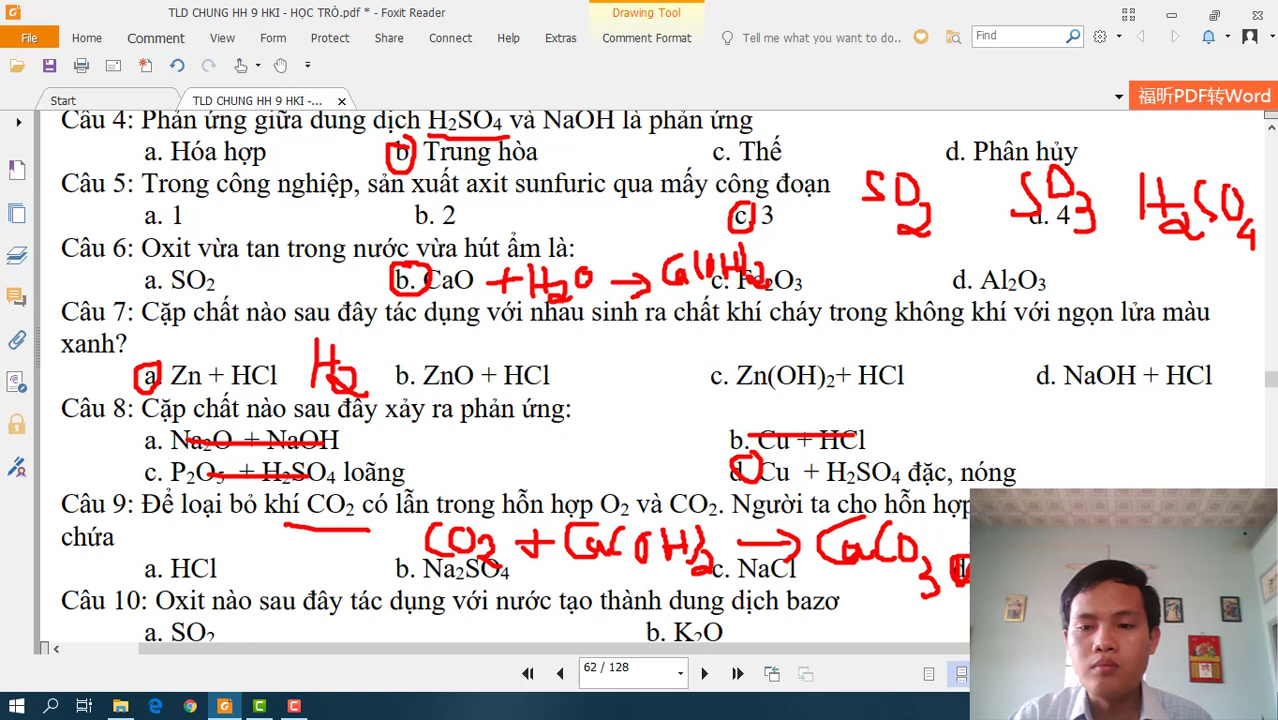 TLD CHUNG HH 9 HKI - HỌC TRÒ.pdf * - Foxit Reader
Drawing Tool
File Home Comment View Form Protect Share Connect Help Extras Comment Format Tell me what you want to do.. Find
Start TLD CHUNG HH 9 HKI -... 福昕PDF转Word
Câu 4: Phản ứng giữa dung dịch H₂SO₄ và NaOH là phản ứng
a. Hóa hợp b. Trung hòa c. Thế d. Phân hủy
Câu 5: Trong công nghiệp, sản xuất axit sunfuric qua mấy công đoạn
SO₂ SO₃ H₂SO₄
a. 1 b. 2 c. 3 d. 4
Câu 6: Oxit vừa tan trong nước vừa hút ẩm là:
a. SO₂ b. CaO + H₂O → Ca(OH)₂ c. Fe₂O₃ d. Al₂O₃
Câu 7: Cặp chất nào sau đây tác dụng với nhau sinh ra chất khí cháy trong không khí với ngọn lửa màu
xanh?
a. Zn + HCl H₂ b. ZnO + HCl c. Zn(OH)₂+ HCl d. NaOH + HCl
Câu 8: Cặp chất nào sau đây xảy ra phản ứng:
a. Na₂O + NaOH b. Cu + HCl
c. P₂O₅ + H₂SO₄ loãng d. Cu + H₂SO₄ đặc, nóng
Câu 9: Để loại bỏ khí CO₂ có lẫn trong hỗn hợp O₂ và CO₂. Người ta cho hỗn hợp
chứa
CO₂ + Ca(OH)₂ → CaCO₃
a. HCl b. Na₂SO₄ c. NaCl
Câu 10: Oxit nào sau đây tác dụng với nước tạo thành dung dịch bazơ
a. SO₂ b. K₂O
62 / 128